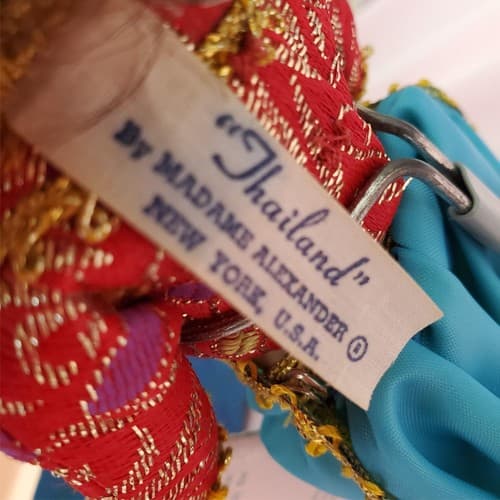 "Thailand"
By MADAME ALEXANDER ®
NEW YORK, U.S.A.